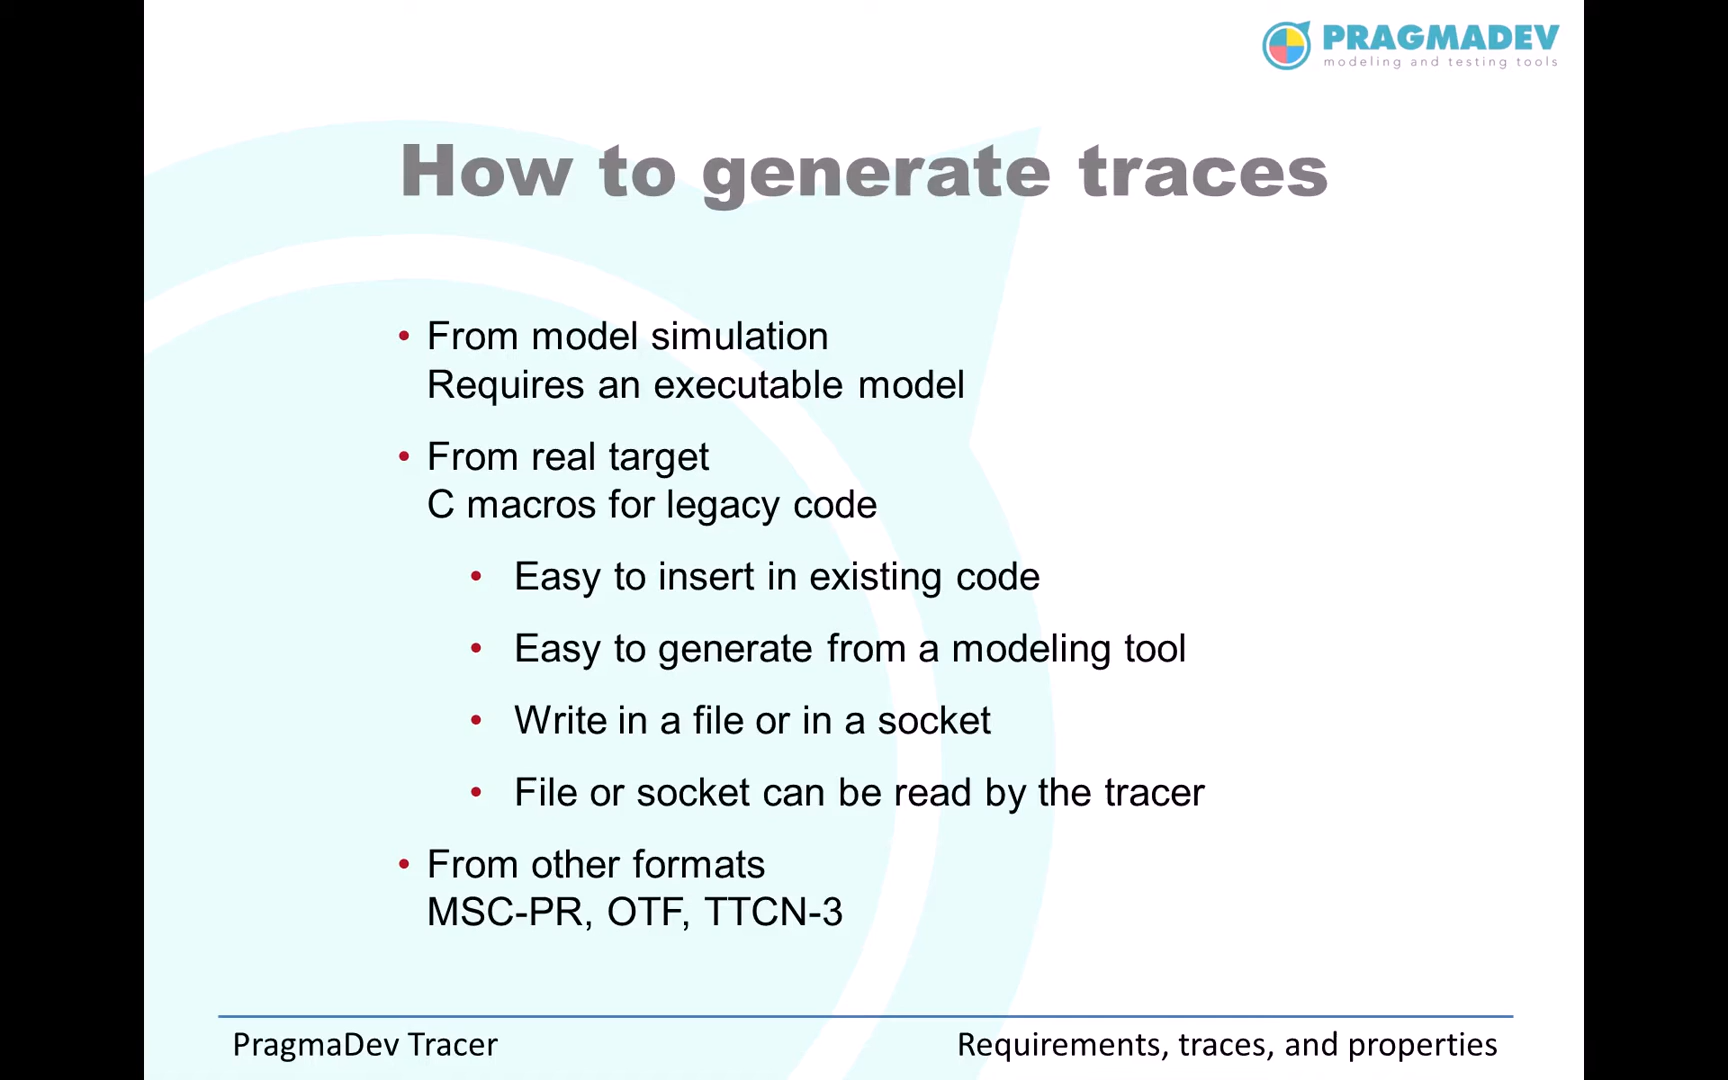 PRAGMADEV
modeling and testing tools
How to generate traces
• From model simulation
Requires an executable model
• From real target
C macros for legacy code
• Easy to insert in existing code
• Easy to generate from a modeling tool
• Write in a file or in a socket
• File or socket can be read by the tracer
• From other formats
MSC-PR, OTF, TTCN-3
PragmaDev Tracer
Requirements, traces, and properties